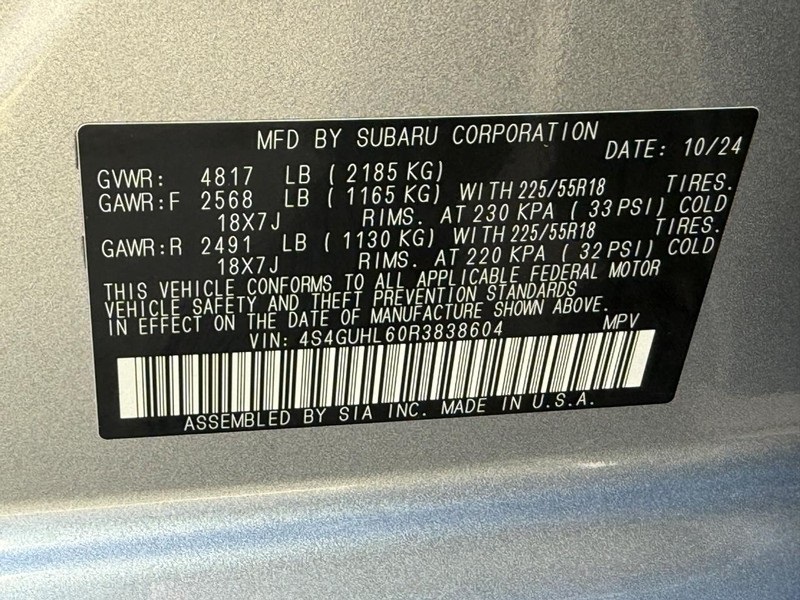 MFD BY SUBARU CORPORATION DATE: 10/24
GVWR: 4817 LB ( 2185 KG)
GAWR:F 2568 LB ( 1165 KG) WITH 225/55R18 TIRES.
18X7J RIMS. AT 230 KPA ( 33 PSI) COLD
GAWR:R 2491 LB ( 1130 KG) WITH 225/55R18 TIRES.
18X7J RIMS. AT 220 KPA ( 32 PSI) COLD
THIS VEHICLE CONFORMS TO ALL APPLICABLE FEDERAL MOTOR
VEHICLE SAFETY AND THEFT PREVENTION STANDARDS
IN EFFECT ON THE DATE OF MANUFACTURE SHOWN ABOVE.
VIN: 4S4GUHL60R3838604 MPV
ASSEMBLED BY SIA INC. MADE IN U.S.A.